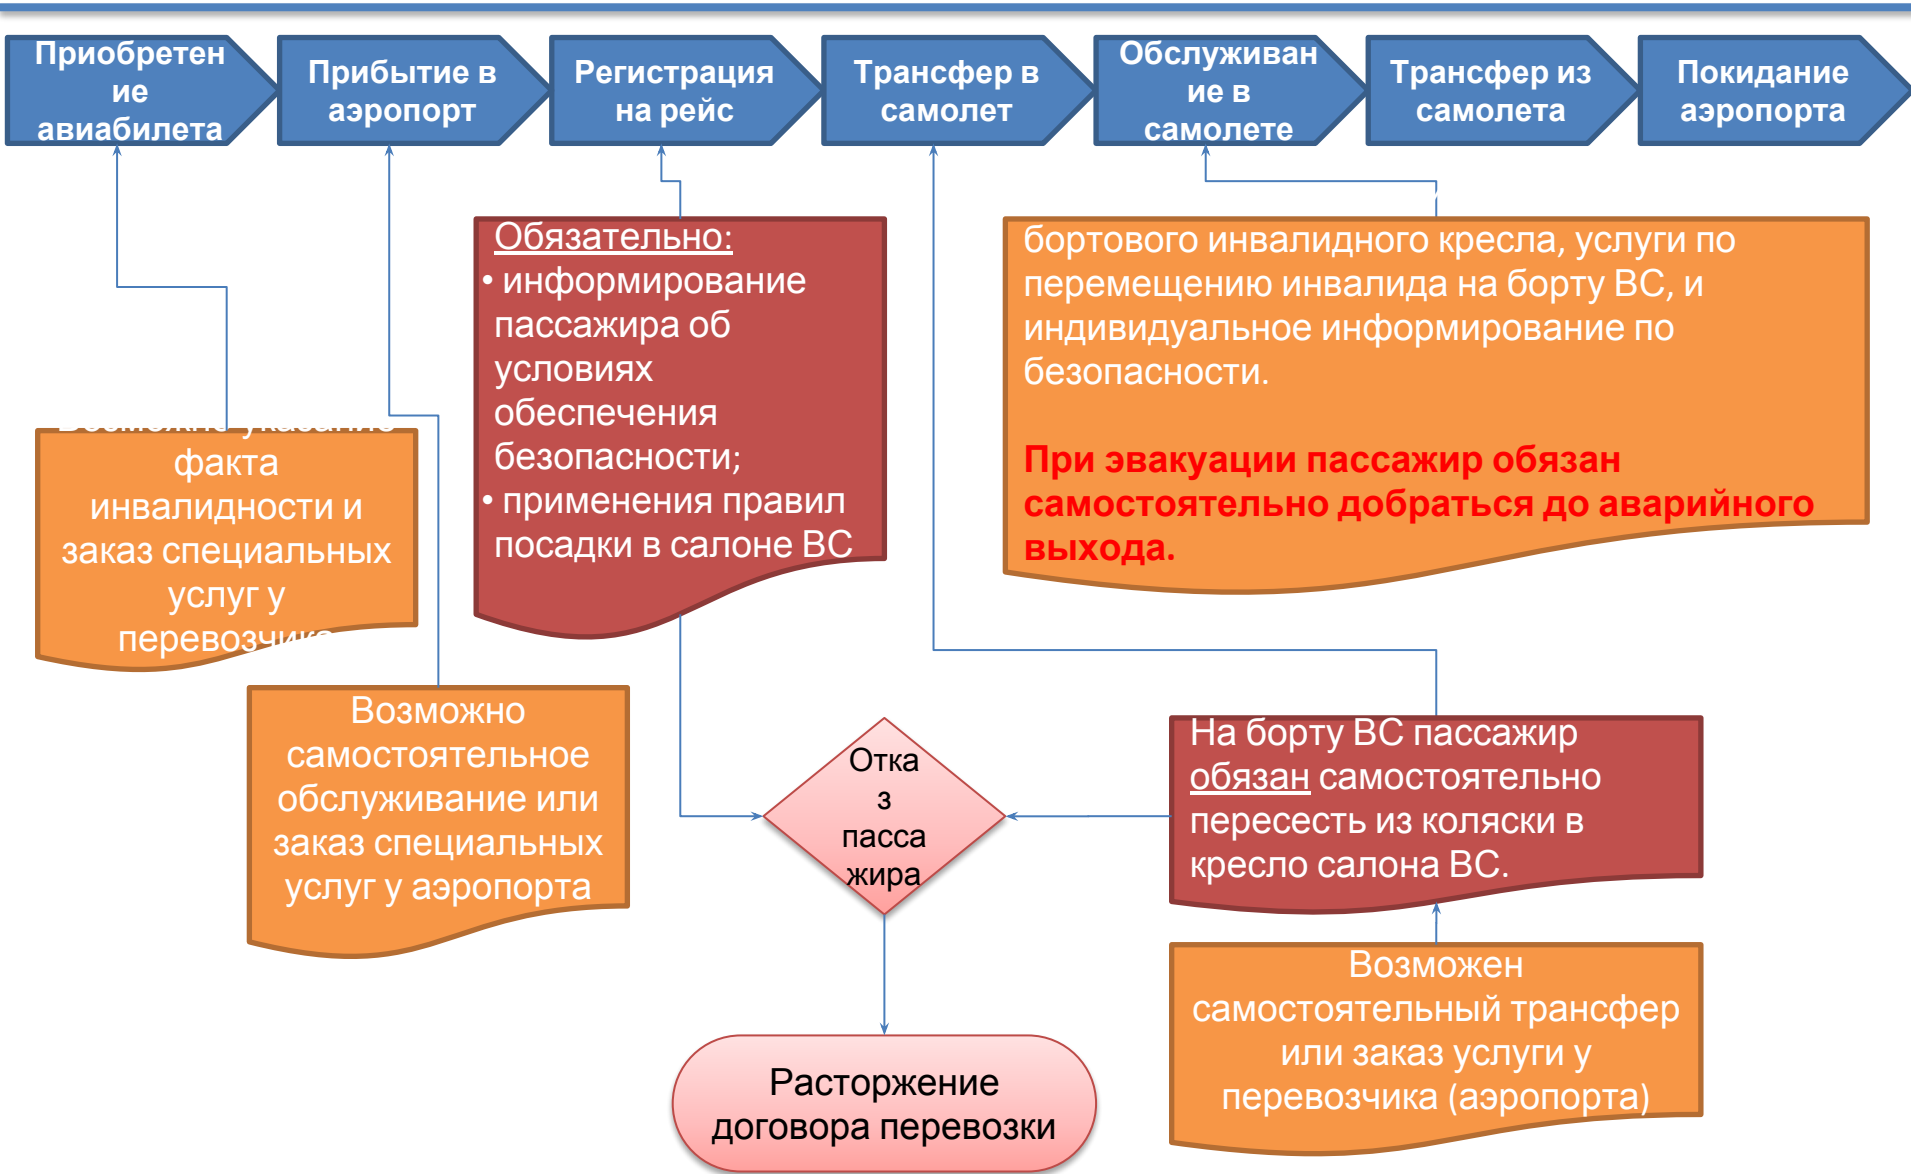 Приобретен
ие
авиабилета
Прибытие в
аэропорт
Регистрация
на рейс
Трансфер в
самолет
Обслуживан
ие в
самолете
Трансфер из
самолета
Покидание
аэропорта
Обязательно:
• информирование
пассажира об
условиях
обеспечения
безопасности;
• применения правил
посадки в салоне ВС
бортового инвалидного кресла, услуги по
перемещению инвалида на борту ВС, и
индивидуальное информирование по
безопасности.
При эвакуации пассажир обязан
самостоятельно добраться до аварийного
выхода.
Возможно указание
факта
инвалидности и
заказ специальных
услуг у
перевозчика
Возможно
самостоятельное
обслуживание или
заказ специальных
услуг у аэропорта
Отка
з
пасса
жира
На борту ВС пассажир
обязан самостоятельно
пересесть из коляски в
кресло салона ВС.
Возможен
самостоятельный трансфер
или заказ услуги у
перевозчика (аэропорта)
Расторжение
договора перевозки